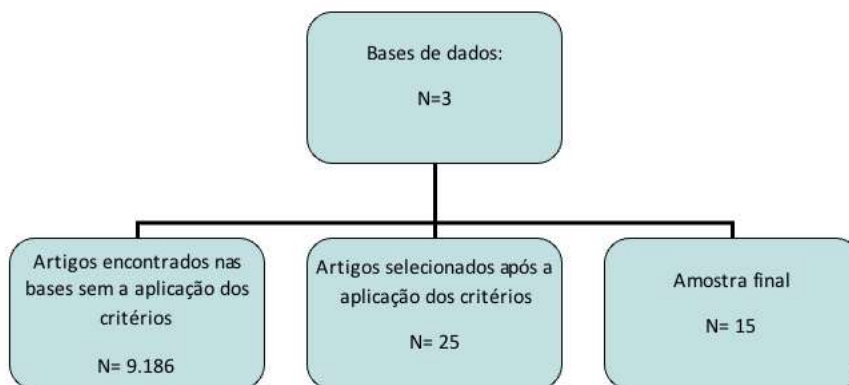 Bases de dados:
N=3
Artigos encontrados nas
bases sem a aplicação dos
critérios
N= 9.186
Artigos selecionados após a
aplicação dos critérios
N= 25
Amostra final
N= 15